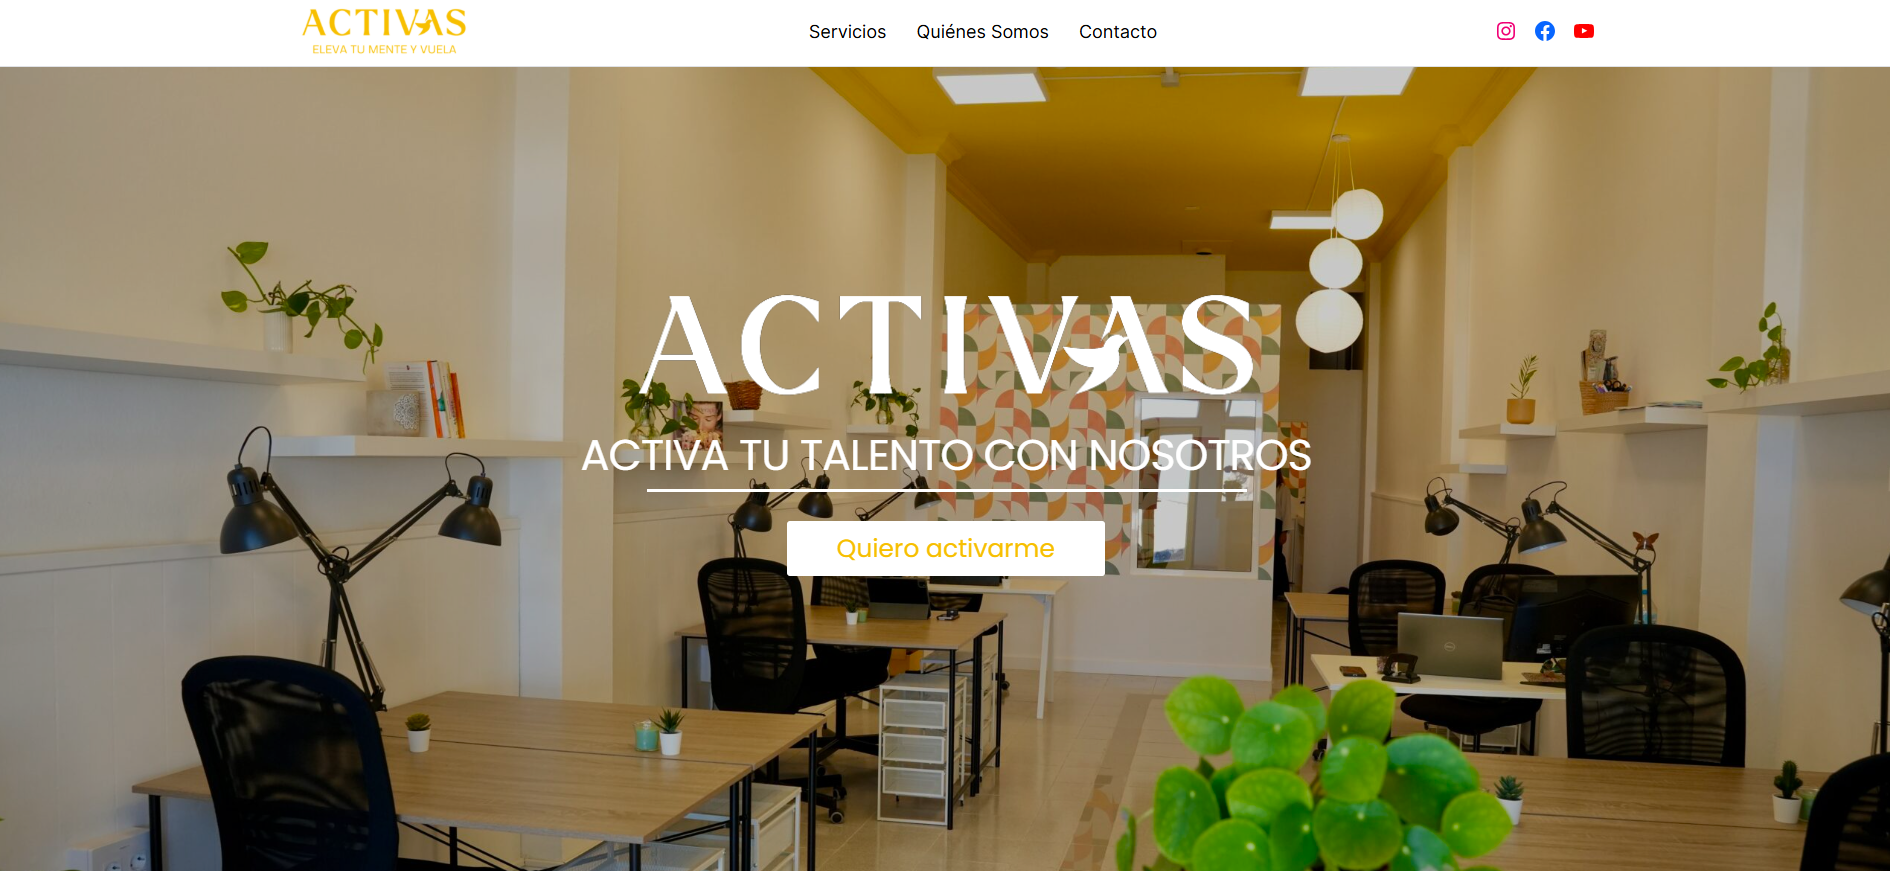 ACTIVAS
ELEVA TU MENTE Y VUELA
Servicios
Quiénes Somos
Contacto
ACTIVAS
ACTIVA TU TALENTO CON NOSOTROS
Quiero activarme